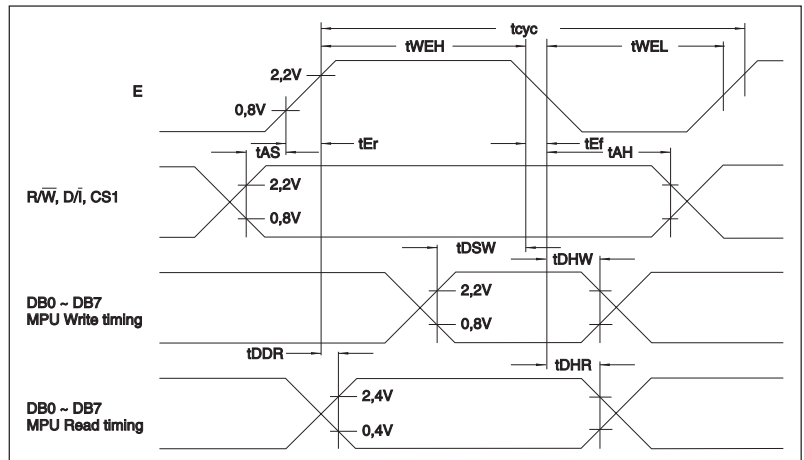 tcyc
tWEH
tWEL
E
2,2V
0,8V
tAS
tEr
tEf
tAH
R/W̅, D/I̅, CS1
2,2V
0,8V
tDSW
tDHW
DB0 ~ DB7
MPU Write timing
2,2V
0,8V
tDDR
tDHR
DB0 ~ DB7
MPU Read timing
2,4V
0,4V